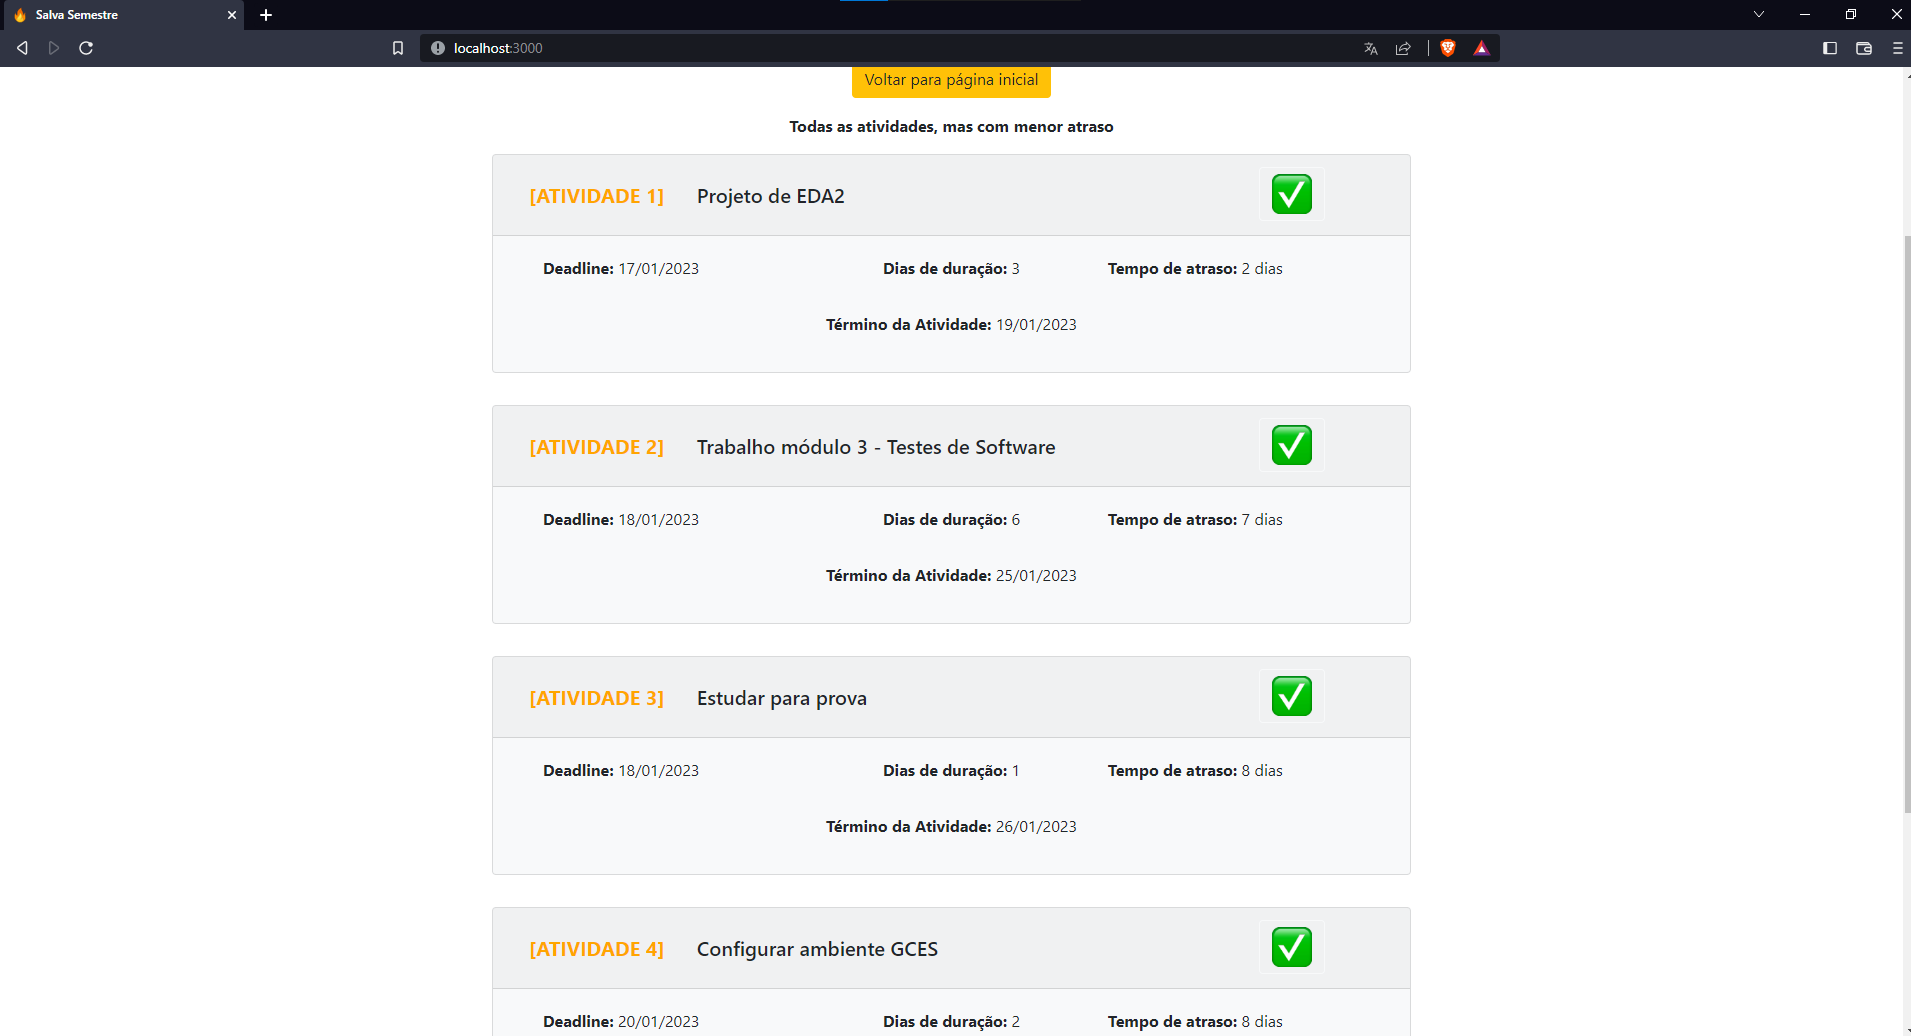 Salva Semestre
localhost:3000
Voltar para página inicial
Todas as atividades, mas com menor atraso
[ATIVIDADE 1] Projeto de EDA2
Deadline: 17/01/2023 Dias de duração: 3 Tempo de atraso: 2 dias
Término da Atividade: 19/01/2023
[ATIVIDADE 2] Trabalho módulo 3 - Testes de Software
Deadline: 18/01/2023 Dias de duração: 6 Tempo de atraso: 7 dias
Término da Atividade: 25/01/2023
[ATIVIDADE 3] Estudar para prova
Deadline: 18/01/2023 Dias de duração: 1 Tempo de atraso: 8 dias
Término da Atividade: 26/01/2023
[ATIVIDADE 4] Configurar ambiente GCES
Deadline: 20/01/2023 Dias de duração: 2 Tempo de atraso: 8 dias